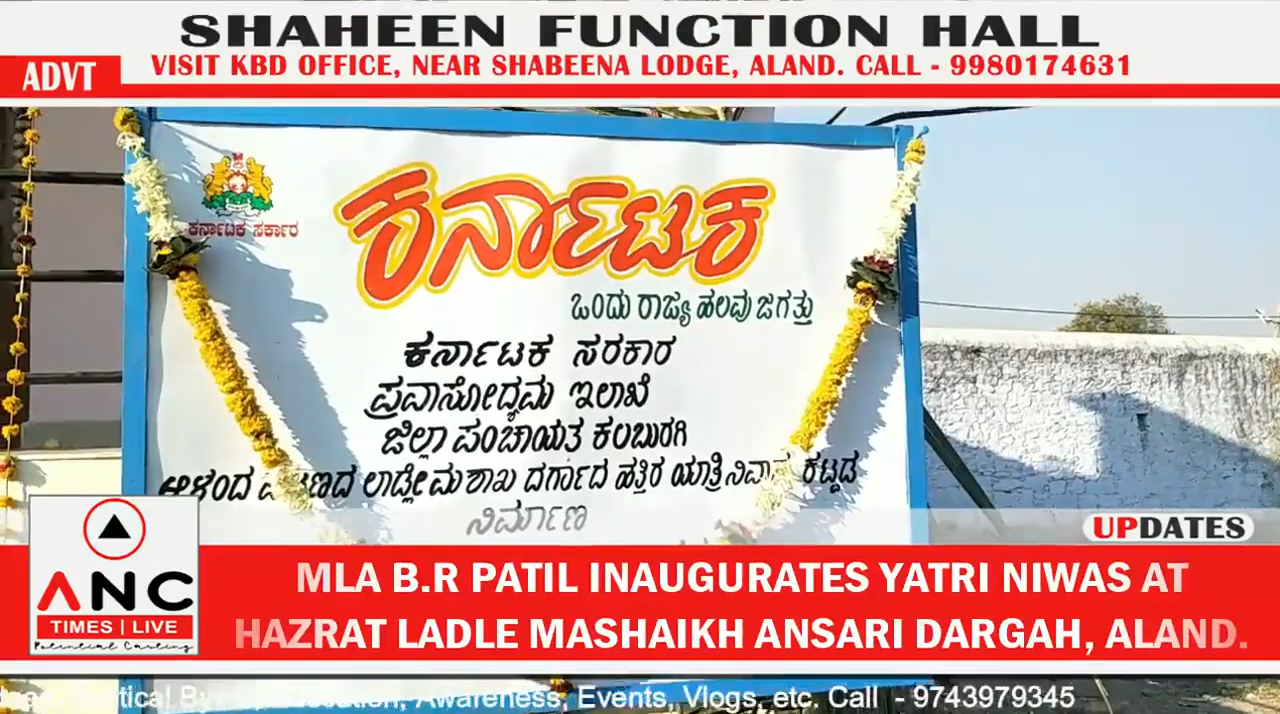 SHAHEEN FUNCTION HALL
ADVT
VISIT KBD OFFICE, NEAR SHABEENA LODGE, ALAND. CALL - 9980174631
ಕರ್ನಾಟಕ ಸರ್ಕಾರ
ಕರ್ನಾಟಕ
ಒಂದು ರಾಜ್ಯ ಹಲವು ಜಗತ್ತು
ಕರ್ನಾಟಕ ಸರಕಾರ
ಪ್ರವಾಸೋದ್ಯಮ ಇಲಾಖೆ
ಜಿಲ್ಲಾ ಪಂಚಾಯತ ಕಲಬುರಗಿ
ಆಳಂದ ಲಾಡ್ಲೇಮಶಾಖ ದರ್ಗಾದ ಹತ್ತಿರ ಯಾತ್ರಿ ನಿವಾಸ ಕಟ್ಟಡ
ನಿರ್ಮಾಣ
UPDATES
ANC
TIMES | LIVE
MLA B.R PATIL INAUGURATES YATRI NIWAS AT
HAZRAT LADLE MASHAIKH ANSARI DARGAH, ALAND.
Awareness, Events, Vlogs, etc. Call - 9743979345